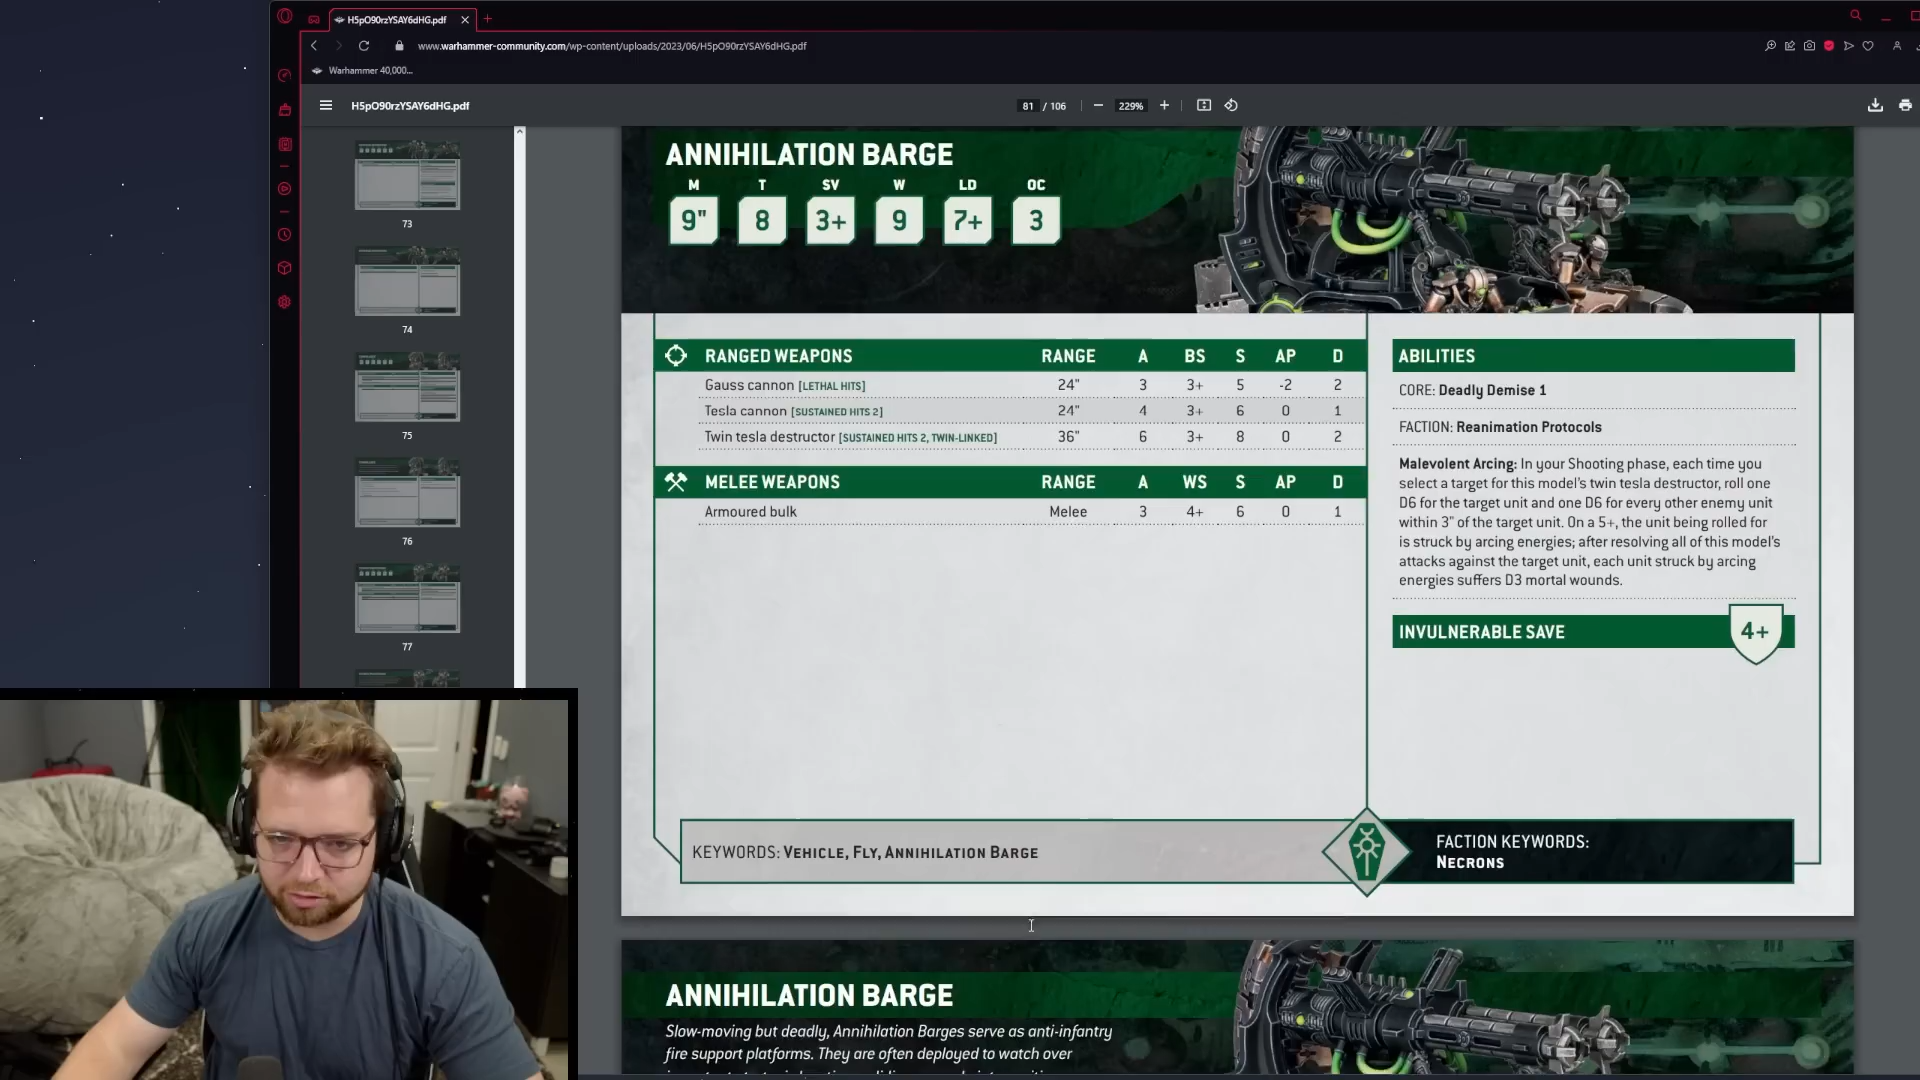 H5pO90rzYSAY6dHG.pdf
www.warhammer-community.com/wp-content/uploads/2023/06/H5pO90rzYSAY6dHG.pdf
Warhammer 40,000...
H5pO90rzYSAY6dHG.pdf
81 / 106
229%
73
74
75
76
77
ANNIHILATION BARGE
M T SV W LD OC
9" 8 3+ 9 7+ 3
RANGED WEAPONS RANGE A BS S AP D
Gauss cannon [LETHAL HITS] 24" 3 3+ 5 -2 2
Tesla cannon [SUSTAINED HITS 2] 24" 4 3+ 6 0 1
Twin tesla destructor [SUSTAINED HITS 2, TWIN-LINKED] 36" 6 3+ 8 0 2
MELEE WEAPONS RANGE A WS S AP D
Armoured bulk Melee 3 4+ 6 0 1
ABILITIES
CORE: Deadly Demise 1
FACTION: Reanimation Protocols
Malevolent Arcing: In your Shooting phase, each time you
select a target for this model's twin tesla destructor, roll one
D6 for the target unit and one D6 for every other enemy unit
within 3" of the target unit. On a 5+, the unit being rolled for
is struck by arcing energies; after resolving all of this model's
attacks against the target unit, each unit struck by arcing
energies suffers D3 mortal wounds.
INVULNERABLE SAVE 4+
KEYWORDS: VEHICLE, FLY, ANNIHILATION BARGE
FACTION KEYWORDS:
NECRONS
ANNIHILATION BARGE
Slow-moving but deadly, Annihilation Barges serve as anti-infantry
fire support platforms. They are often deployed to watch over